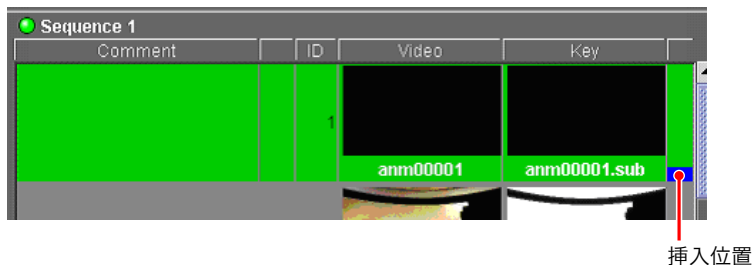 Sequence 1
Comment ID Video Key
1
anm00001 anm00001.sub
挿入位置